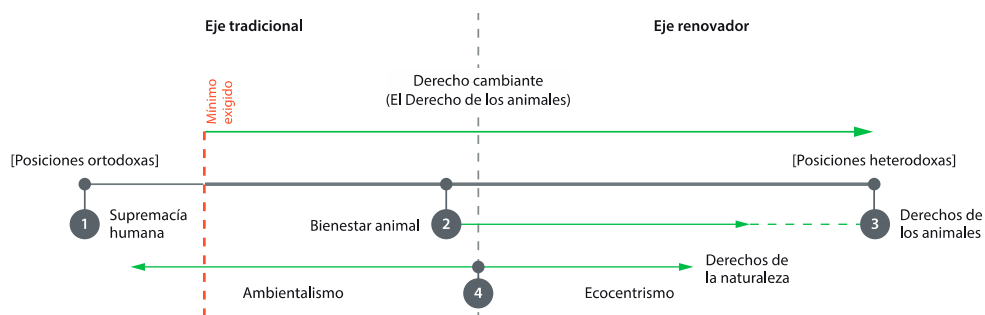 Eje tradicional
Eje renovador
Mínimo
exigido
Derecho cambiante
(El Derecho de los animales)
[Posiciones ortodoxas]
[Posiciones heterodoxas]
1
Supremacía
humana
Bienestar animal
2
3
Derechos de
los animales
Ambientalismo
4
Ecocentrismo
Derechos de
la naturaleza